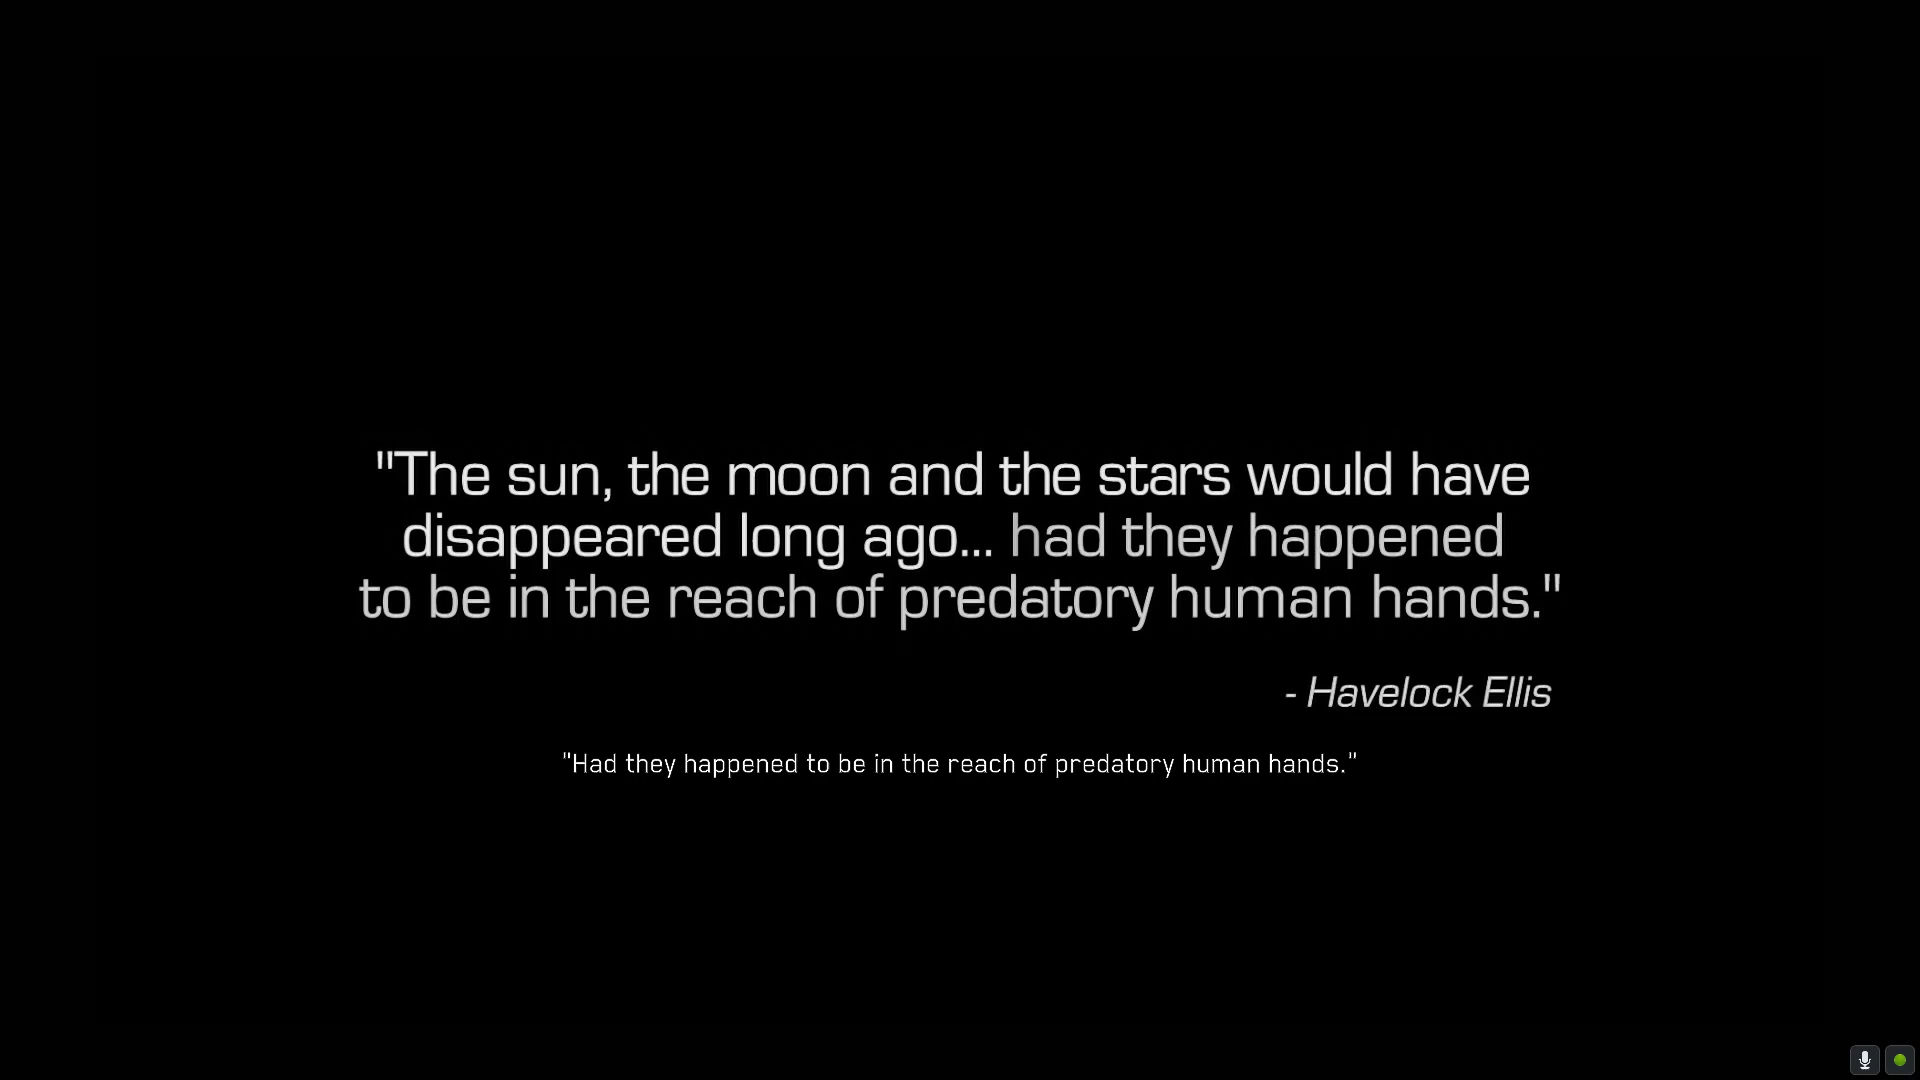 "The sun, the moon and the stars would have
disappeared long ago... had they happened
to be in the reach of predatory human hands."
- Havelock Ellis
"Had they happened to be in the reach of predatory human hands."